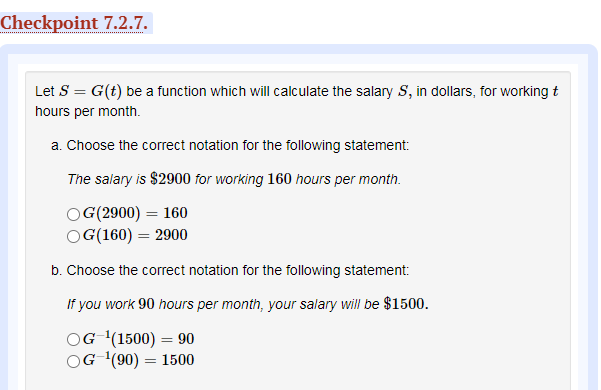 Checkpoint 7.2.7.
Let S = G(t) be a function which will calculate the salary S, in dollars, for working t
hours per month.
a. Choose the correct notation for the following statement:
The salary is $2900 for working 160 hours per month.
G(2900) = 160
G(160) = 2900
b. Choose the correct notation for the following statement:
If you work 90 hours per month, your salary will be $1500.
G⁻¹(1500) = 90
G⁻¹(90) = 1500